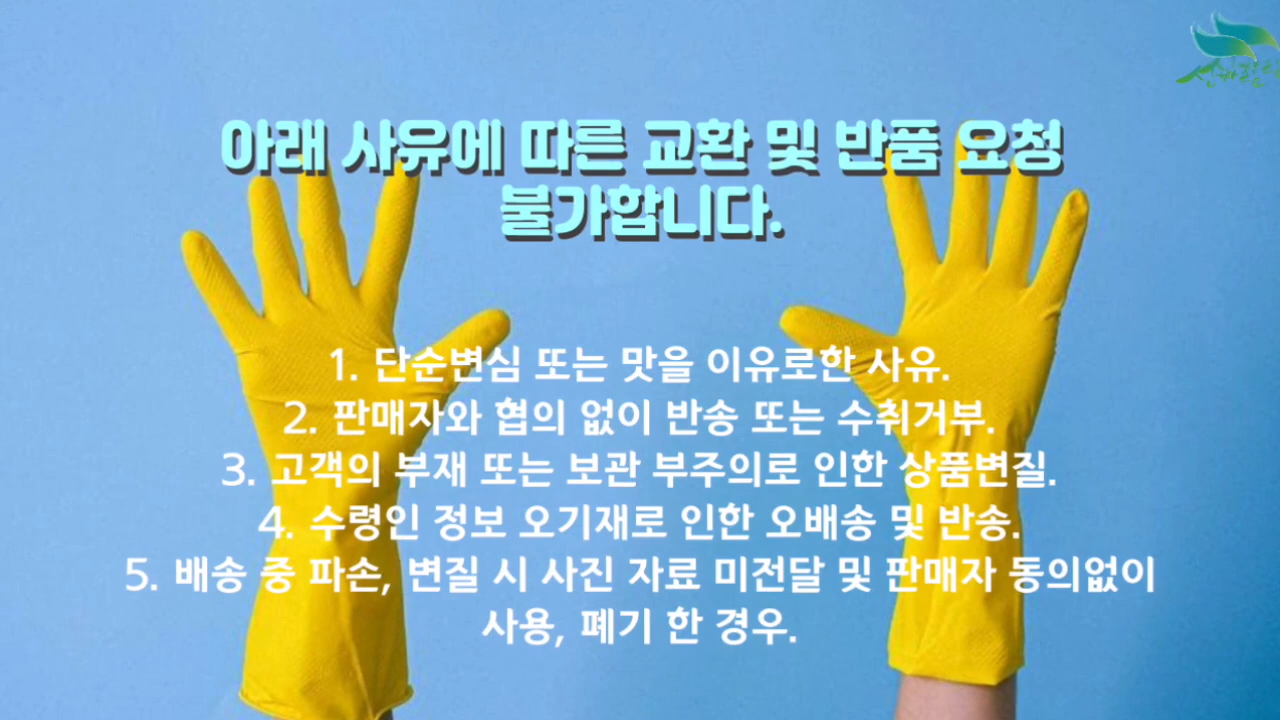 아래 사유에 따른 교환 및 반품 요청
불가합니다.
1. 단순변심 또는 맛을 이유로한 사유.
2. 판매자와 협의 없이 반송 또는 수취거부.
3. 고객의 부재 또는 보관 부주의로 인한 상품변질.
4. 수령인 정보 오기재로 인한 오배송 및 반송.
5. 배송 중 파손, 변질 시 사진 자료 미전달 및 판매자 동의없이
사용, 폐기 한 경우.